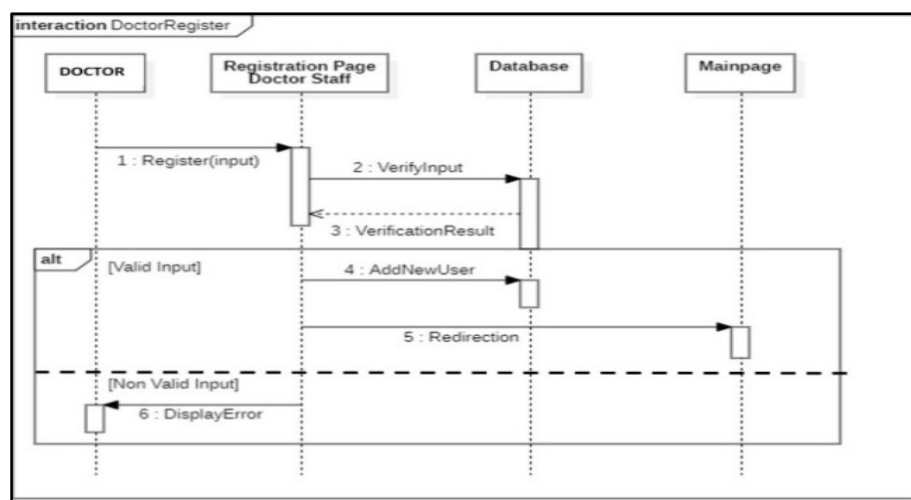 interaction DoctorRegister
DOCTOR
Registration Page
Doctor Staff
Database
Mainpage
1 : Register(input)
2 : VerifyInput
3 : VerificationResult
alt
[Valid Input]
4 : AddNewUser
5 : Redirection
[Non Valid Input]
6 : DisplayError